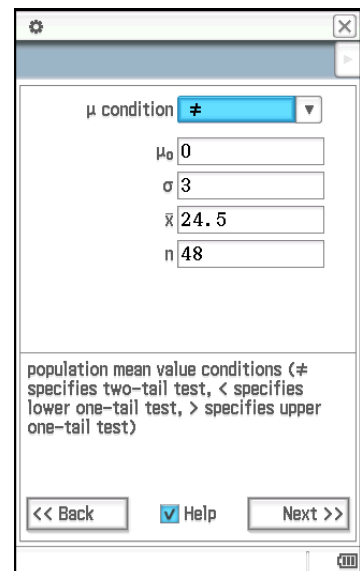 μ condition ≠
μ₀ 0
σ 3
x̄ 24.5
n 48
population mean value conditions (≠
specifies two-tail test, < specifies
lower one-tail test, > specifies upper
one-tail test)
<< Back Help Next >>